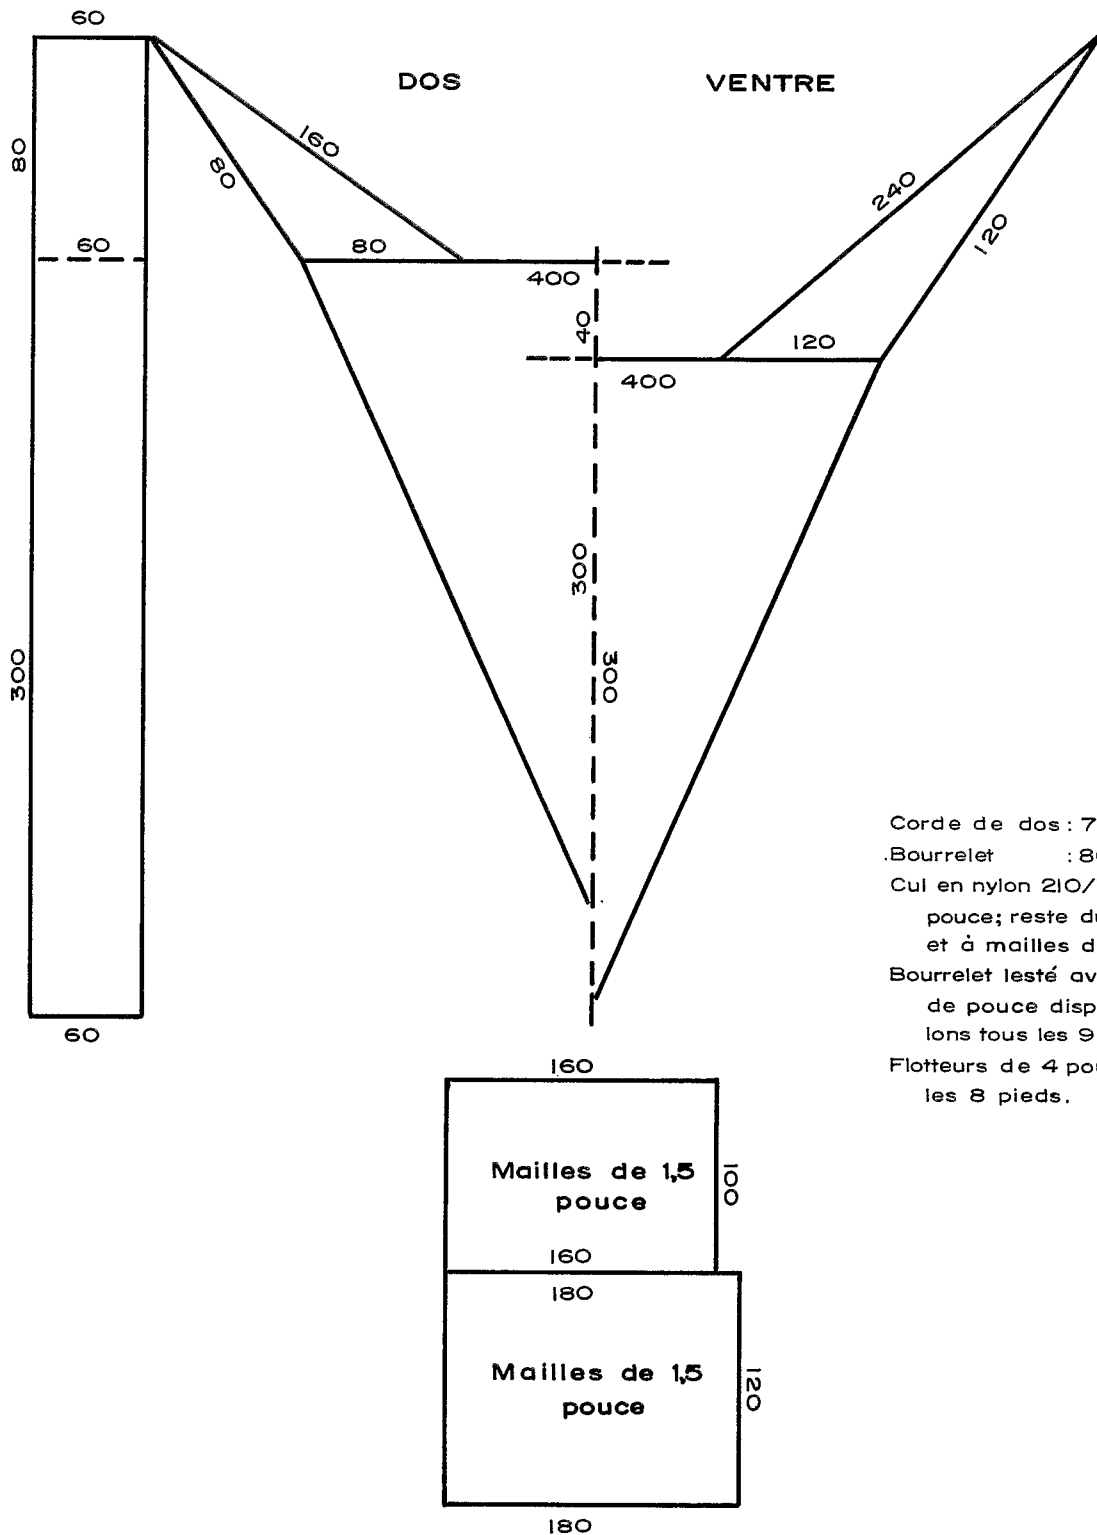 60
DOS
VENTRE
80
160
80
240
120
60
80
400
40
120
400
300
300
300
60
Corde de dos : 7
Bourrelet : 8
Cul en nylon 210/
pouce; reste du
et à mailles d
Bourrelet lesté av
de pouce disp
lons tous les 9
Flotteurs de 4 pou
les 8 pieds.
160
Mailles de 1,5
pouce
100
160
180
Mailles de 1,5
pouce
120
180